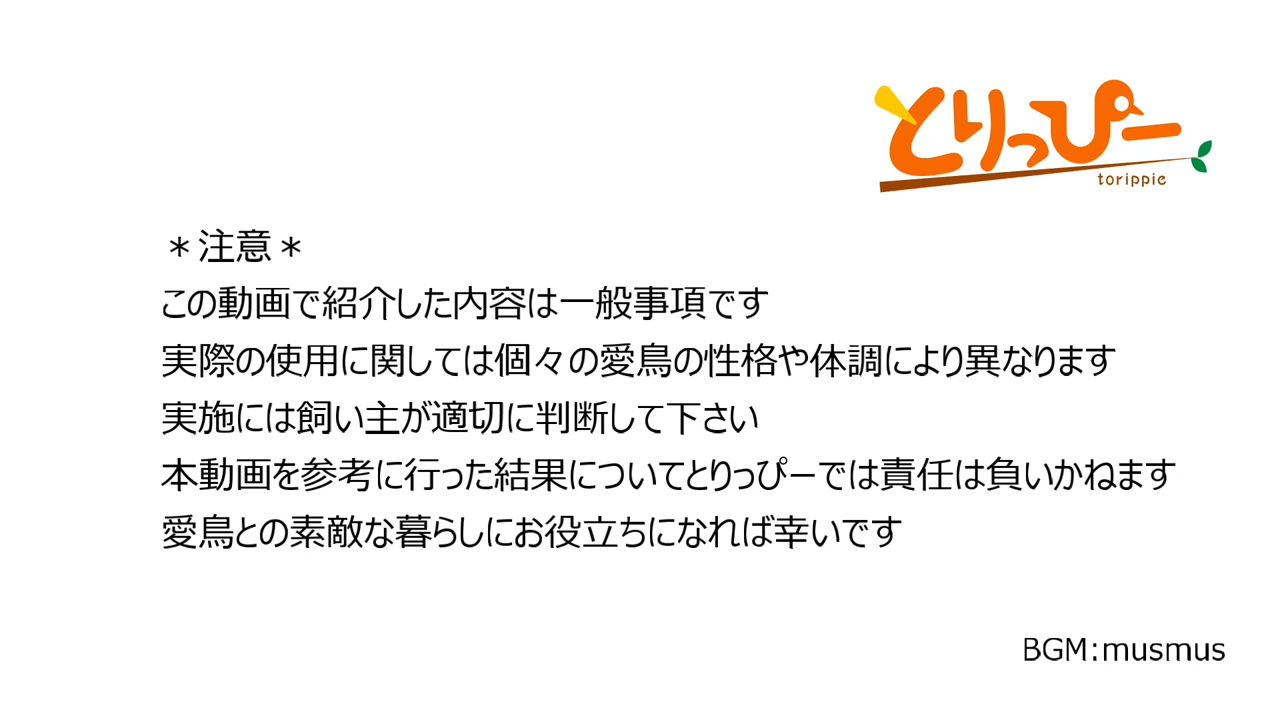 とりっぴー
torippie
＊注意＊
この動画で紹介した内容は一般事項です
実際の使用に関しては個々の愛鳥の性格や体調により異なります
実施には飼い主が適切に判断して下さい
本動画を参考に行った結果についてとりっぴーでは責任は負いかねます
愛鳥との素敵な暮らしにお役立ちになれば幸いです
BGM:musmus